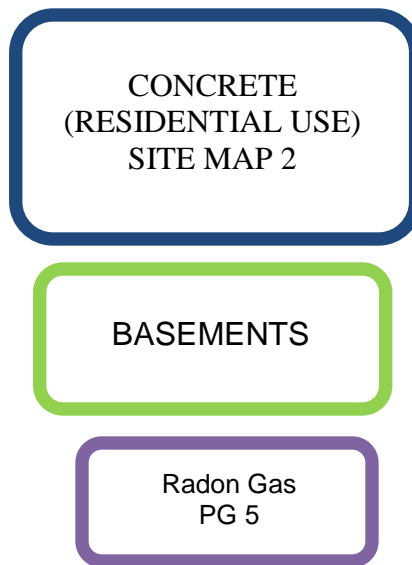 CONCRETE
(RESIDENTIAL USE)
SITE MAP 2
BASEMENTS
Radon Gas
PG 5